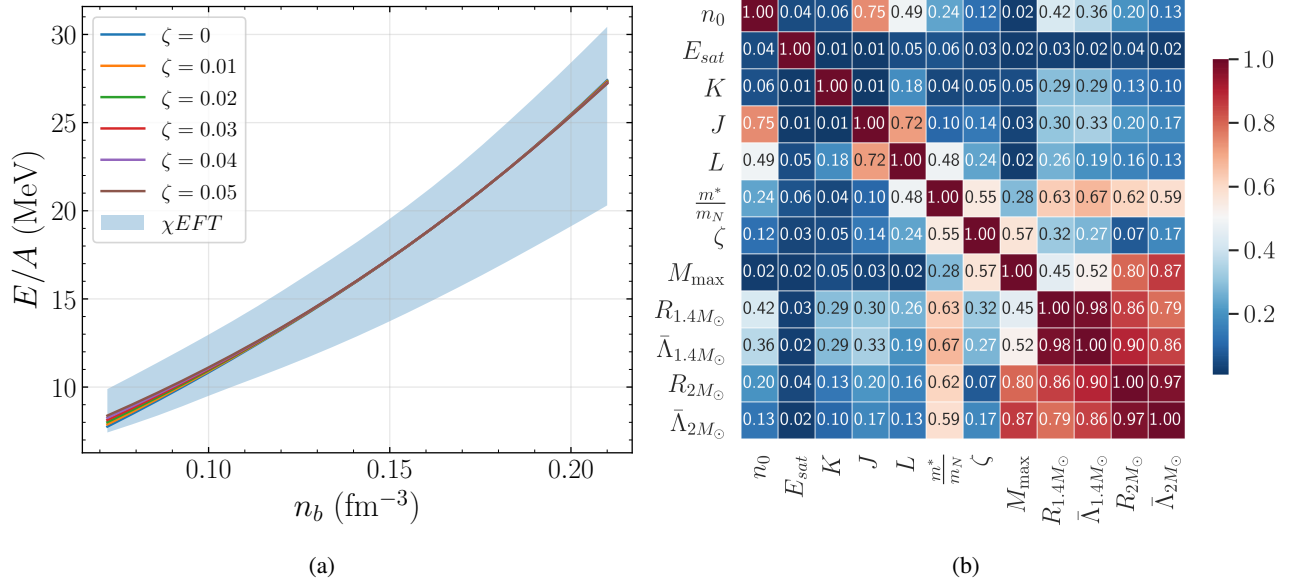 ζ = 0
ζ = 0.01
ζ = 0.02
ζ = 0.03
ζ = 0.04
ζ = 0.05
χEFT
30
25
20
15
10
E/A (MeV)
0.10 0.15 0.20
n_b (fm⁻³)
(a)
n_0 1.00 0.04 0.06 0.75 0.49 0.24 0.12 0.02 0.42 0.36 0.20 0.13
E_sat 0.04 1.00 0.01 0.01 0.05 0.06 0.03 0.02 0.03 0.02 0.04 0.02
K 0.06 0.01 1.00 0.01 0.18 0.04 0.05 0.05 0.29 0.29 0.13 0.10
J 0.75 0.01 0.01 1.00 0.72 0.10 0.14 0.03 0.30 0.33 0.20 0.17
L 0.49 0.05 0.18 0.72 1.00 0.48 0.24 0.02 0.26 0.19 0.16 0.13
m*/m_N 0.24 0.06 0.04 0.10 0.48 1.00 0.55 0.28 0.63 0.67 0.62 0.59
ζ 0.12 0.03 0.05 0.14 0.24 0.55 1.00 0.57 0.32 0.27 0.07 0.17
M_max 0.02 0.02 0.05 0.03 0.02 0.28 0.57 1.00 0.45 0.52 0.80 0.87
R_1.4M⊙ 0.42 0.03 0.29 0.30 0.26 0.63 0.32 0.45 1.00 0.98 0.86 0.79
Λ̄_1.4M⊙ 0.36 0.02 0.29 0.33 0.19 0.67 0.27 0.52 0.98 1.00 0.90 0.86
R_2M⊙ 0.20 0.04 0.13 0.20 0.16 0.62 0.07 0.80 0.86 0.90 1.00 0.97
Λ̄_2M⊙ 0.13 0.02 0.10 0.17 0.13 0.59 0.17 0.87 0.79 0.86 0.97 1.00
n_0 E_sat K J L m*/m_N ζ M_max R_1.4M⊙ Λ̄_1.4M⊙ R_2M⊙ Λ̄_2M⊙
1.0
0.8
0.6
0.4
0.2
(b)